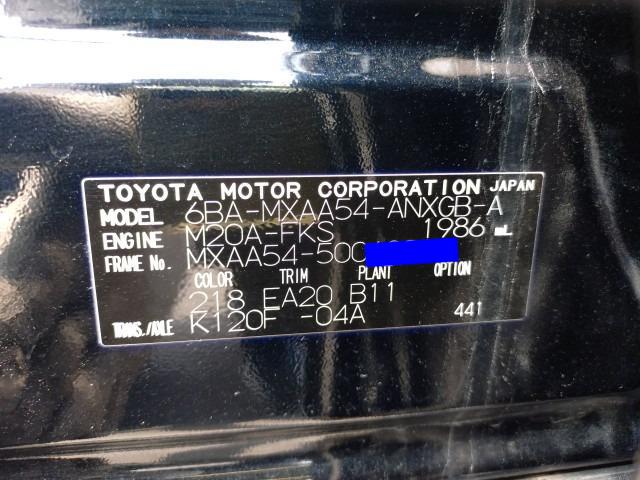 TOYOTA MOTOR CORPORATION JAPAN
MODEL 6BA-MXAA54-ANXGB-A
ENGINE M20A-FKS 1986 mL
FRAME No. MXAA54-500
COLOR TRIM PLANT OPTION
218 EA20 B11
TRANS./AXLE K120F -04A 441